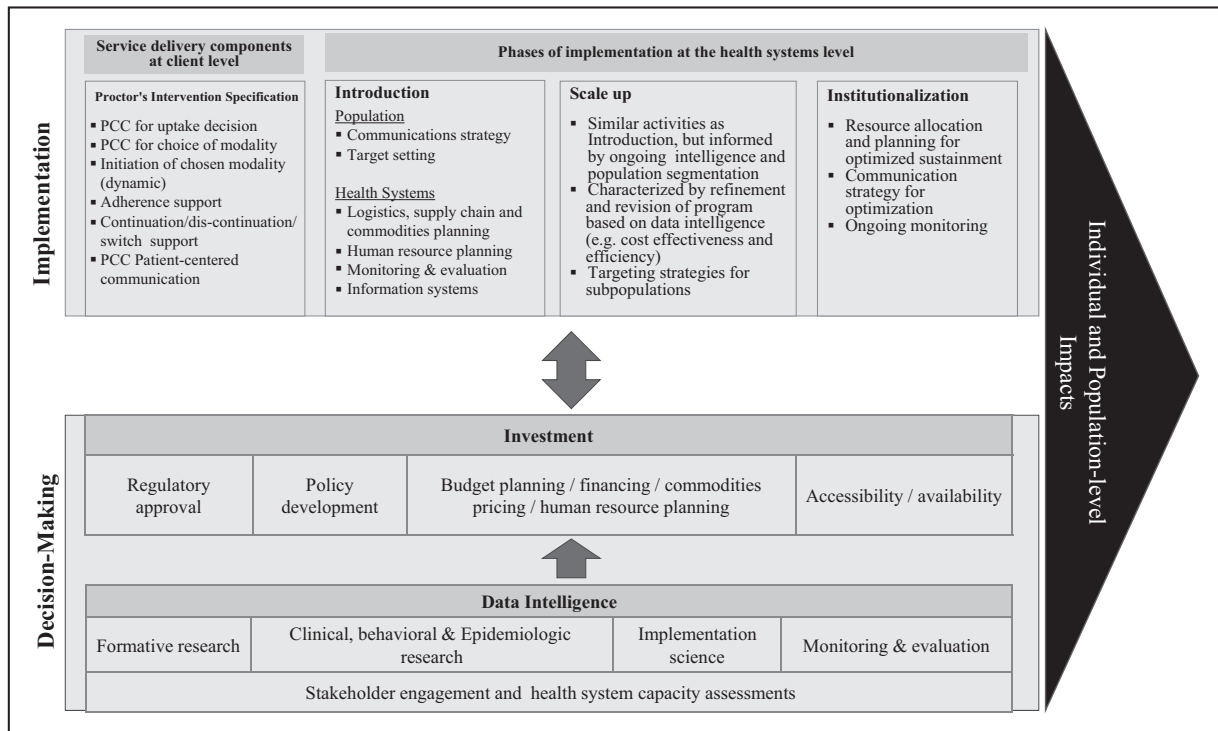 Implementation
Service delivery components
at client level
Proctor's Intervention Specification
▪ PCC for uptake decision
▪ PCC for choice of modality
▪ Initiation of chosen modality
(dynamic)
▪ Adherence support
▪ Continuation/dis-continuation/
switch support
▪ PCC Patient-centered
communication
Phases of implementation at the health systems level
Introduction
Population
▪ Communications strategy
▪ Target setting
Health Systems
▪ Logistics, supply chain and
commodities planning
▪ Human resource planning
▪ Monitoring & evaluation
▪ Information systems
Scale up
▪ Similar activities as
Introduction, but informed
by ongoing intelligence and
population segmentation
▪ Characterized by refinement
and revision of program
based on data intelligence
(e.g. cost effectiveness and
efficiency)
▪ Targeting strategies for
subpopulations
Institutionalization
▪ Resource allocation
and planning for
optimized sustainment
▪ Communication
strategy for
optimization
▪ Ongoing monitoring
Decision-Making
Investment
Regulatory
approval
Policy
development
Budget planning / financing / commodities
pricing / human resource planning
Accessibility / availability
Data Intelligence
Formative research
Clinical, behavioral & Epidemiologic
research
Implementation
science
Monitoring & evaluation
Stakeholder engagement and health system capacity assessments
Individual and Population-level
Impacts